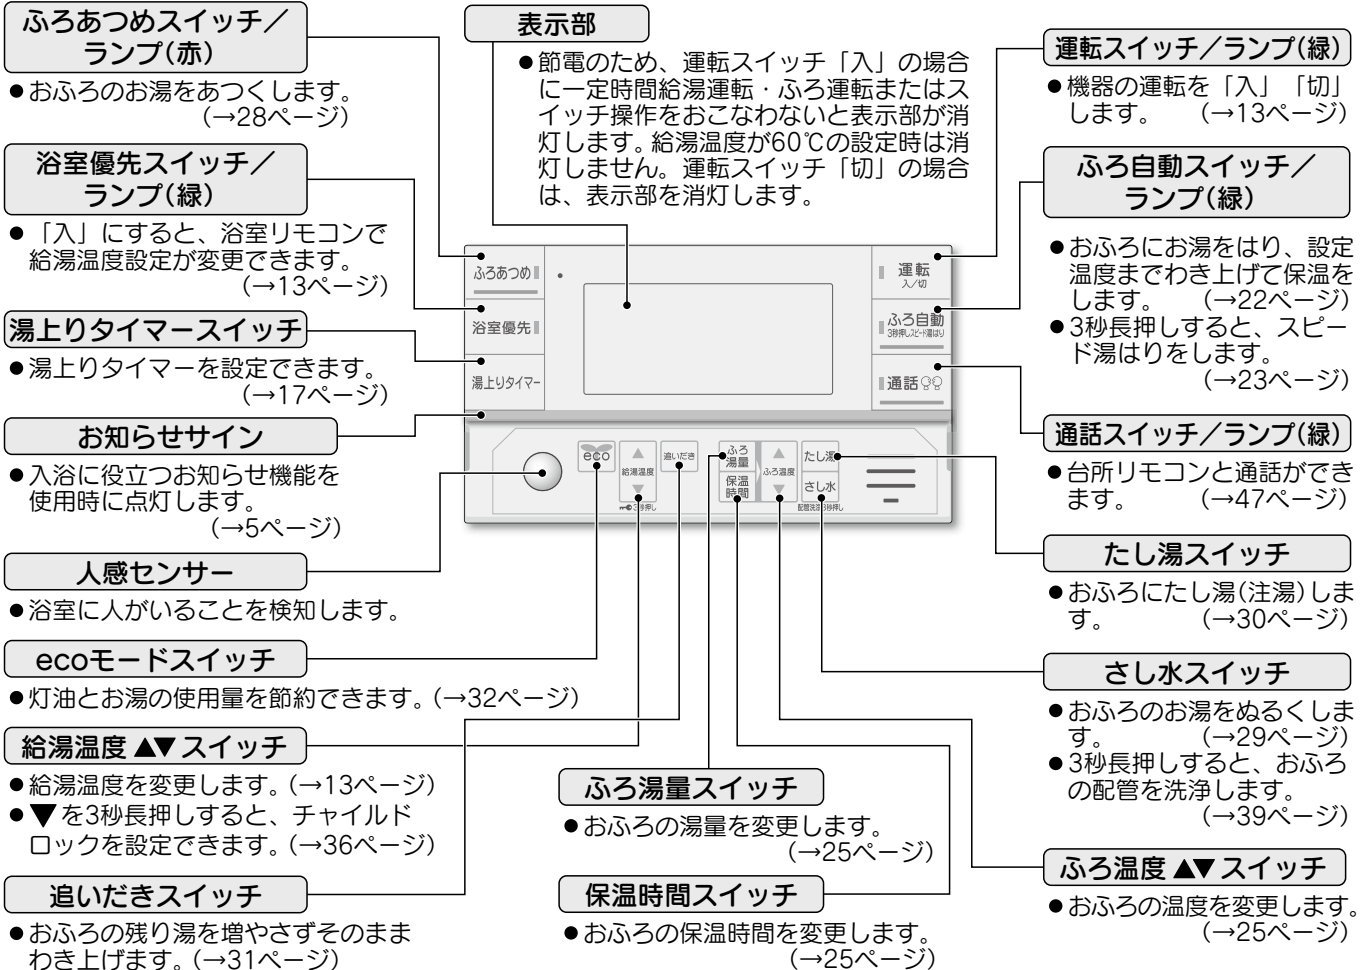 ふろあつめスイッチ／
ランプ(赤)
●おふろのお湯をあつくします。
(→28ページ)
浴室優先スイッチ／
ランプ(緑)
●「入」にすると、浴室リモコンで
給湯温度設定が変更できます。
(→13ページ)
湯上りタイマースイッチ
●湯上りタイマーを設定できます。
(→17ページ)
お知らせサイン
●入浴に役立つお知らせ機能を
使用時に点灯します。
(→5ページ)
人感センサー
●浴室に人がいることを検知します。
ecoモードスイッチ
●灯油とお湯の使用量を節約できます。(→32ページ)
給湯温度▲▼スイッチ
●給湯温度を変更します。(→13ページ)
●▼を3秒長押しすると、チャイルド
ロックを設定できます。(→36ページ)
追いだきスイッチ
●おふろの残り湯を増やさずそのまま
わき上げます。(→31ページ)
表示部
●節電のため、運転スイッチ「入」の場合
に一定時間給湯運転・ふろ運転またはス
イッチ操作をおこなわないと表示部が消
灯します。給湯温度が60℃の設定時は消
灯しません。運転スイッチ「切」の場合
は、表示部を消灯します。
ふろあつめ
浴室優先
湯上りタイマー
運転
入／切
ふろ自動
3秒押しスピード湯はり
通話
eco
▲
給湯温度
▼
3秒押し
追いだき
ふろ
湯量
保温
時間
▲
ふろ温度
▼
たし湯
さし水
配管洗浄3秒押し
ふろ湯量スイッチ
●おふろの湯量を変更します。
(→25ページ)
保温時間スイッチ
●おふろの保温時間を変更します。
(→25ページ)
運転スイッチ／ランプ(緑)
●機器の運転を「入」「切」
します。 (→13ページ)
ふろ自動スイッチ／
ランプ(緑)
●おふろにお湯をはり、設定
温度までわき上げて保温を
します。 (→22ページ)
●3秒長押しすると、スピー
ド湯はりをします。
(→23ページ)
通話スイッチ／ランプ(緑)
●台所リモコンと通話ができ
ます。 (→47ページ)
たし湯スイッチ
●おふろにたし湯(注湯)しま
す。 (→30ページ)
さし水スイッチ
●おふろのお湯をぬるくしま
す。 (→29ページ)
●3秒長押しすると、おふろ
の配管を洗浄します。
(→39ページ)
ふろ温度▲▼スイッチ
●おふろの温度を変更します。
(→25ページ)